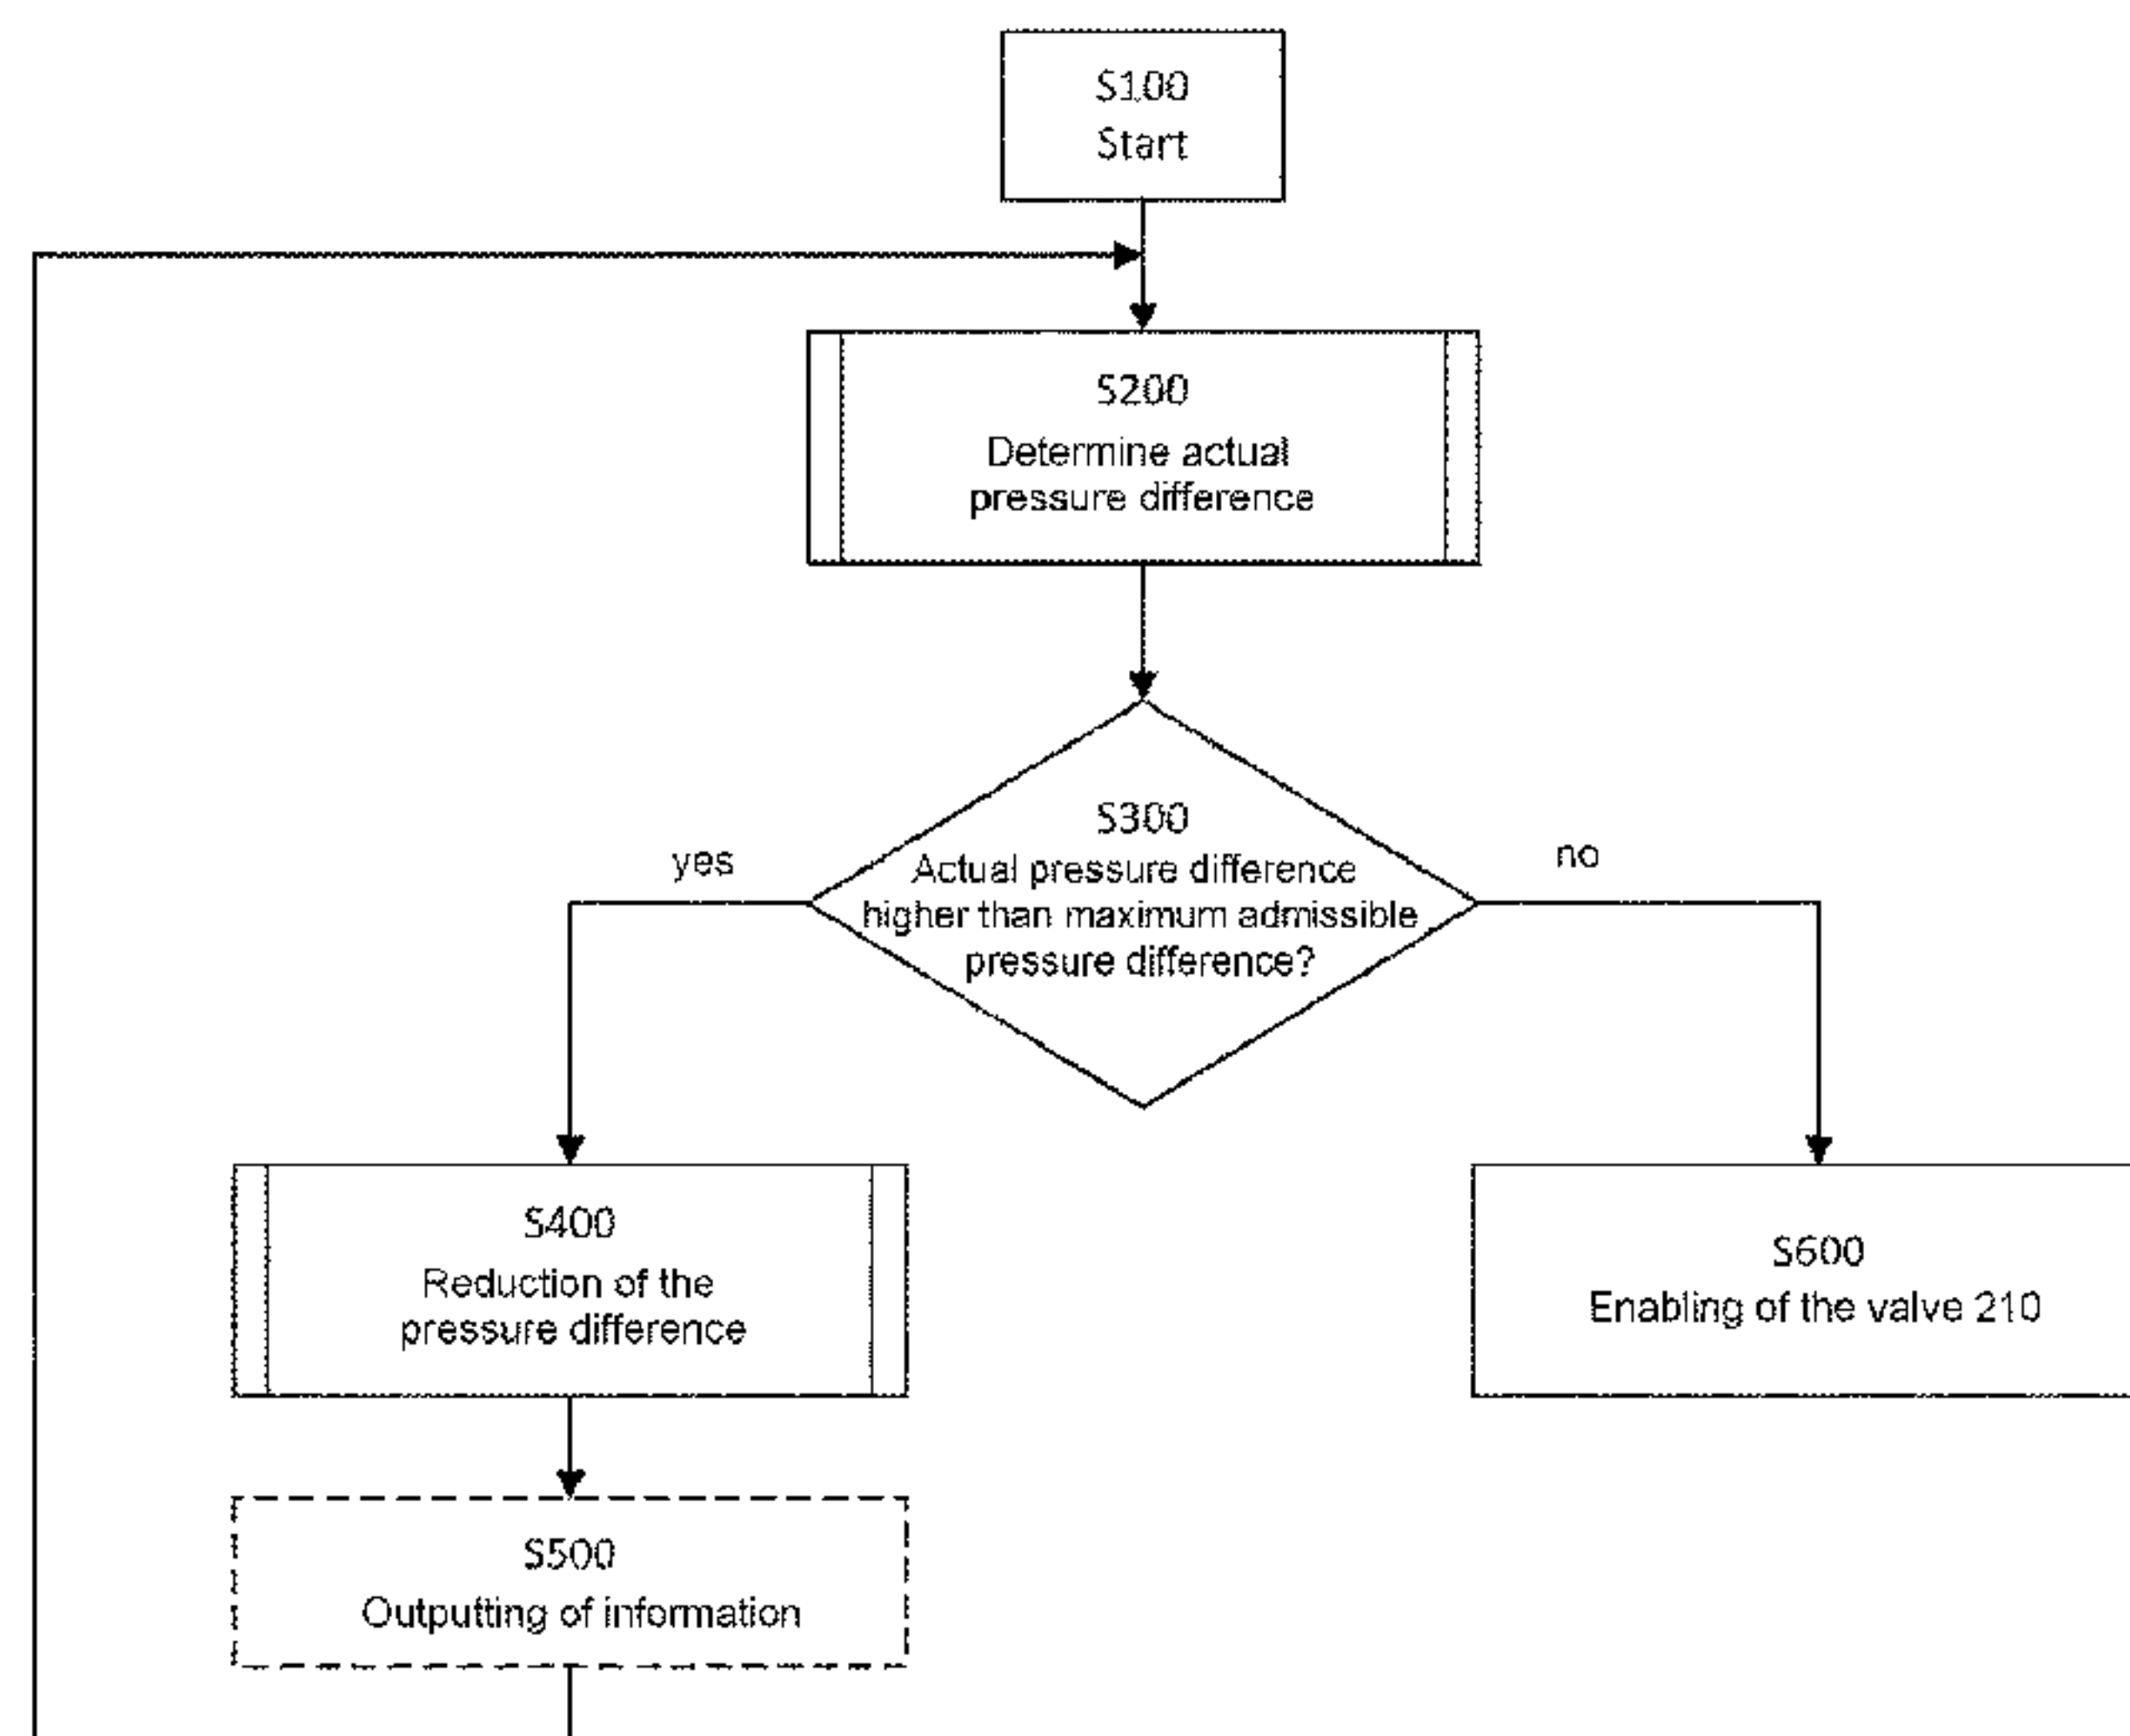 S100
Start
S200
Determine actual
pressure difference
S300
Actual pressure difference
higher than maximum admissible
pressure difference?
yes
no
S400
Reduction of the
pressure difference
S600
Enabling of the valve 210
S500
Outputting of information